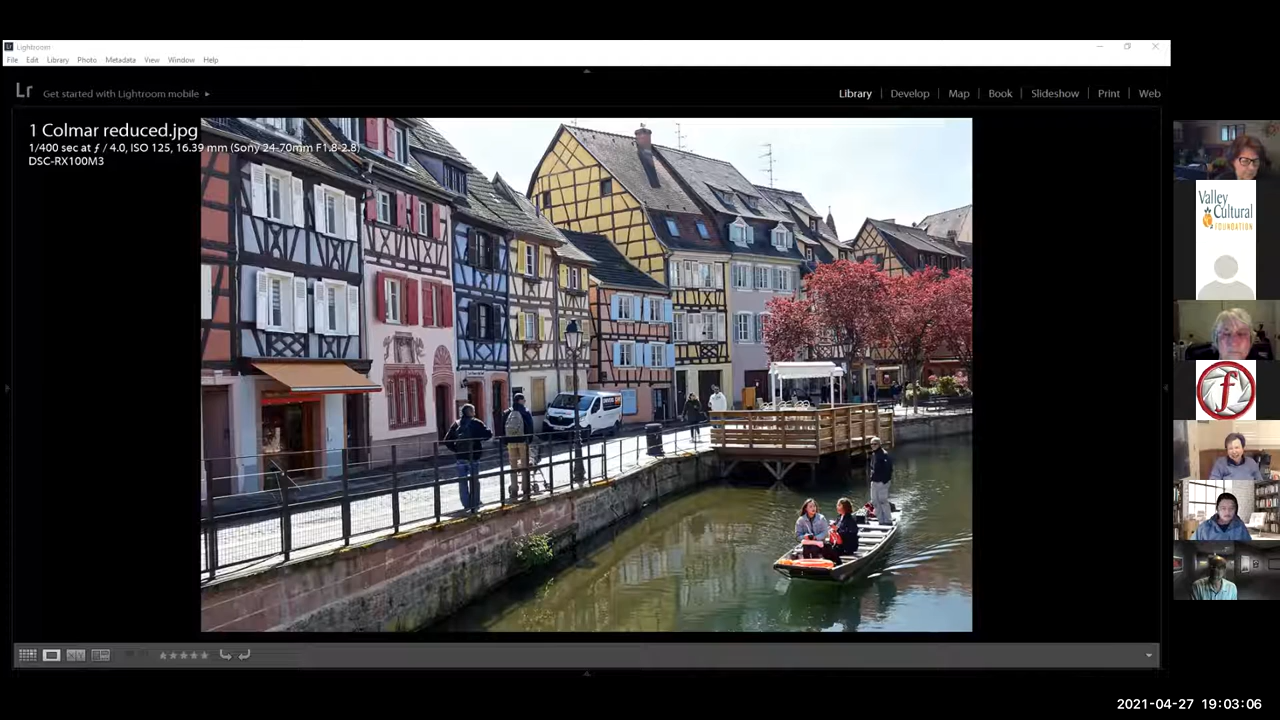 Lightroom
File Edit Library Photo Metadata View Window Help
Lr Get started with Lightroom mobile ▸ Library | Develop | Map | Book | Slideshow | Print | Web
1 Colmar reduced.jpg
1/400 sec at ƒ / 4.0, ISO 125, 16.39 mm (Sony 24-70mm F1.8-2.8)
DSC-RX100M3
Valley
Cultural
FOUNDATION
f
2021-04-27 19:03:06